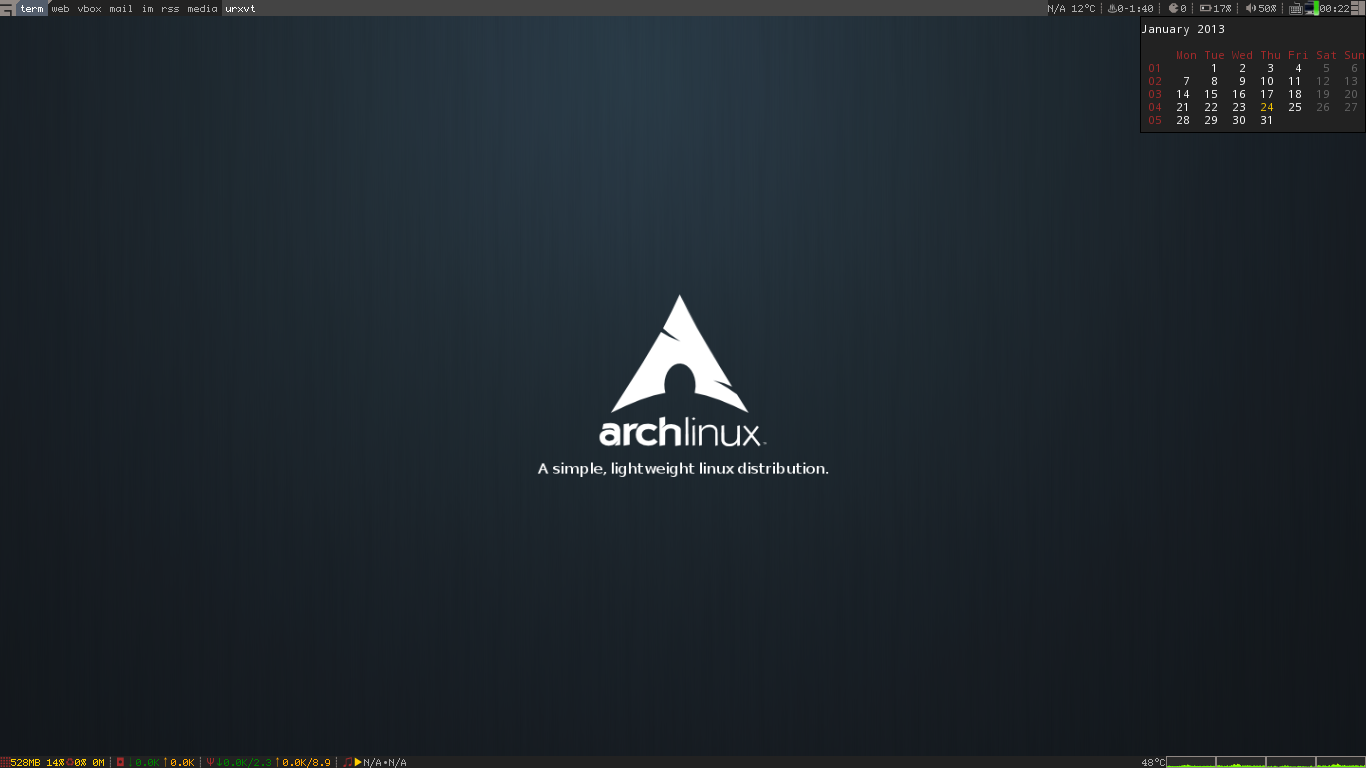 term web vbox mail im rss media urxvt N/A 12°C 0-1:40 0 17% 50% 00:22
January 2013
Mon Tue Wed Thu Fri Sat Sun
01 1 2 3 4 5 6
02 7 8 9 10 11 12 13
03 14 15 16 17 18 19 20
04 21 22 23 24 25 26 27
05 28 29 30 31
archlinux™
A simple, lightweight linux distribution.
528MB 14% 0% 0M ↓0.0K ↑0.0K ↓0.0K/2.3 ↑0.0K/8.9 N/A•N/A 48°C